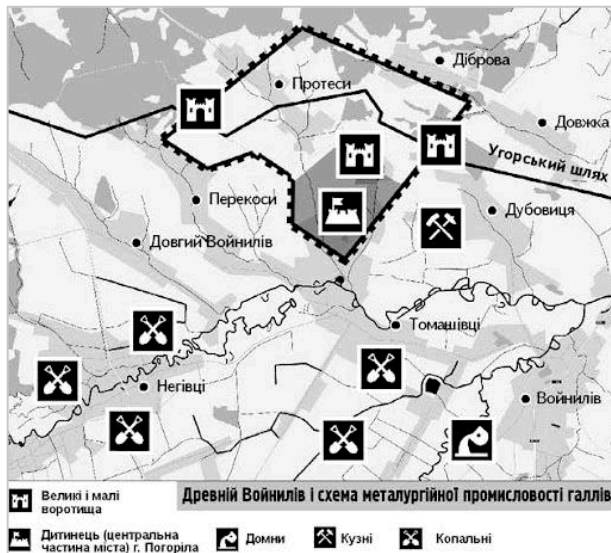 Діброва
Протеси
Довжка
Угорський шлях
Перекоси
Дубовиця
Довгий Войнилів
Томашівці
Негівці
Войнилів
Древній Войнилів і схема металургійної промисловості галлів
Великі і малі
воротища
Дитинець (центральна
частина міста) г. Погоріла
Домни
Кузні
Копальні